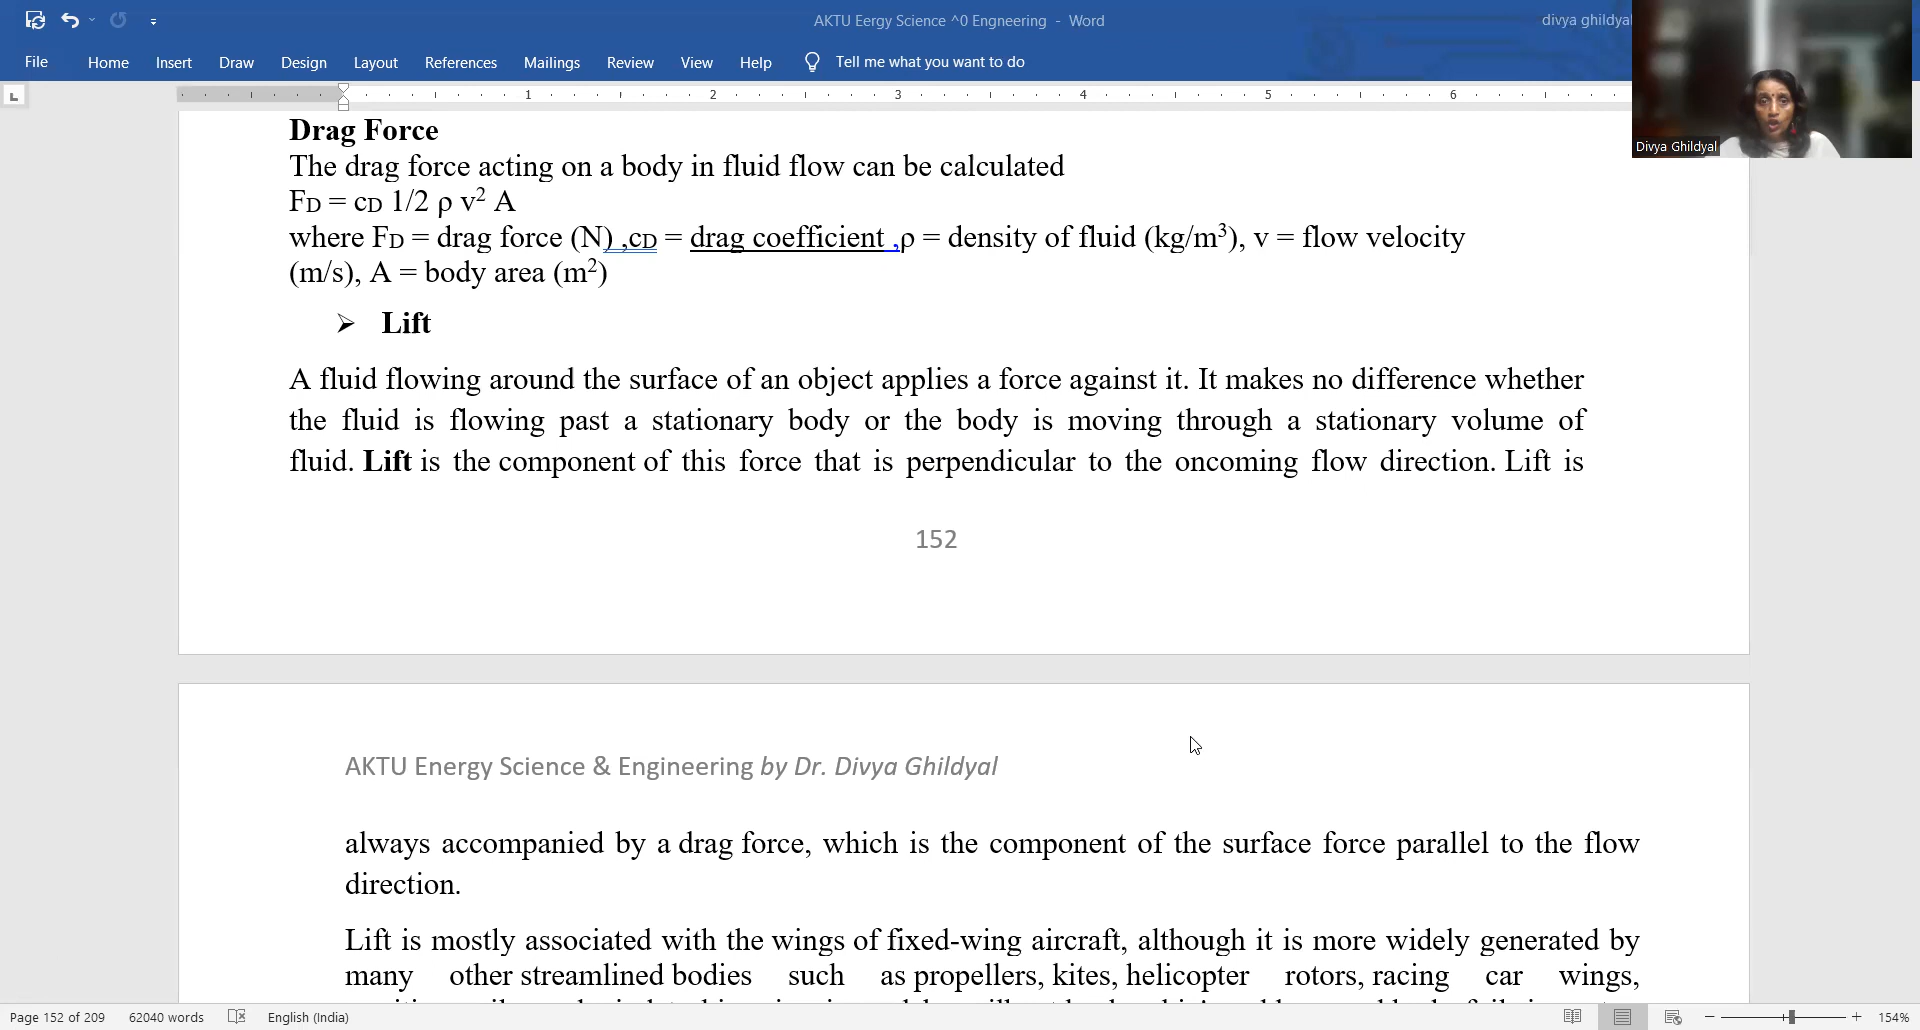 AKTU Eergy Science ^0 Engneering - Word
divya ghildyal
File Home Insert Draw Design Layout References Mailings Review View Help Tell me what you want to do
1 2 3 4 5 6
Divya Ghildyal
Drag Force
The drag force acting on a body in fluid flow can be calculated
FD = cD 1/2 ρ v² A
where FD = drag force (N) ,cD = drag coefficient ,ρ = density of fluid (kg/m³), v = flow velocity
(m/s), A = body area (m²)
➢ Lift
A fluid flowing around the surface of an object applies a force against it. It makes no difference whether
the fluid is flowing past a stationary body or the body is moving through a stationary volume of
fluid. Lift is the component of this force that is perpendicular to the oncoming flow direction. Lift is
152
AKTU Energy Science & Engineering by Dr. Divya Ghildyal
always accompanied by a drag force, which is the component of the surface force parallel to the flow
direction.
Lift is mostly associated with the wings of fixed-wing aircraft, although it is more widely generated by
many other streamlined bodies such as propellers, kites, helicopter rotors, racing car wings,
Page 152 of 209 62040 words English (India) 154%